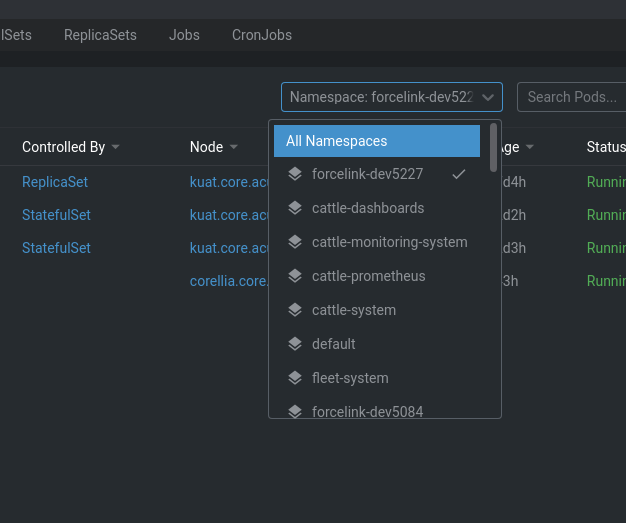 lSets ReplicaSets Jobs CronJobs
Namespace: forcelink-dev522 Search Pods...
Controlled By Node Age Status
All Namespaces
forcelink-dev5227
cattle-dashboards
cattle-monitoring-system
cattle-prometheus
cattle-system
default
fleet-system
forcelink-dev5084
ReplicaSet kuat.core.ac d4h Runnin
StatefulSet kuat.core.ac d2h Runnin
StatefulSet kuat.core.ac d3h Runnin
corellia.core. 3h Runnin